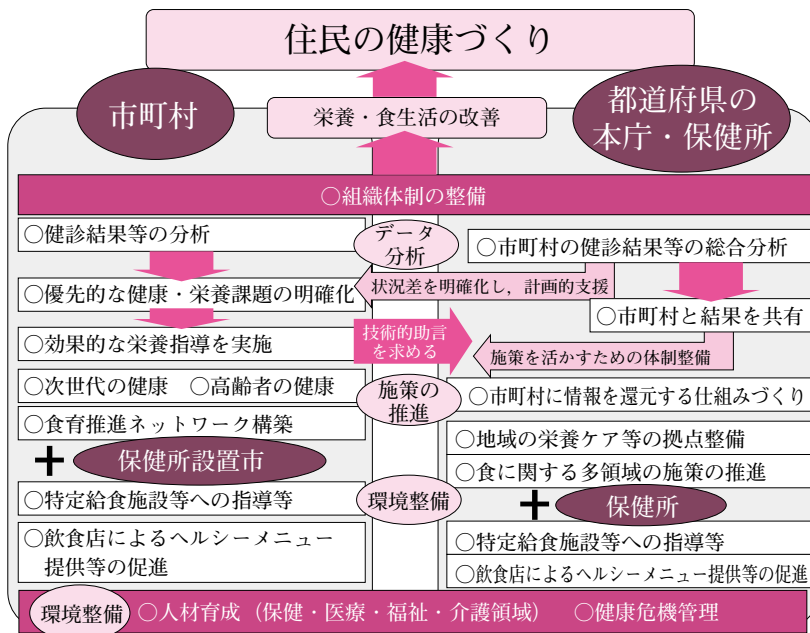 住民の健康づくり
市町村
栄養・食生活の改善
都道府県の
本庁・保健所
○組織体制の整備
○健診結果等の分析
データ
分析
○市町村の健診結果等の総合分析
状況差を明確化し，計画的支援
○優先的な健康・栄養課題の明確化
○市町村と結果を共有
○効果的な栄養指導を実施
技術的助言
を求める
施策を活かすための体制整備
○次世代の健康　○高齢者の健康
施策の
推進
○市町村に情報を還元する仕組みづくり
○食育推進ネットワーク構築
○地域の栄養ケア等の拠点整備
＋
保健所設置市
○食に関する多領域の施策の推進
環境整備
＋
保健所
○特定給食施設等への指導等
○特定給食施設等への指導等
○飲食店によるヘルシーメニュー
提供等の促進
○飲食店によるヘルシーメニュー提供等の促進
環境整備
○人材育成（保健・医療・福祉・介護領域）　○健康危機管理